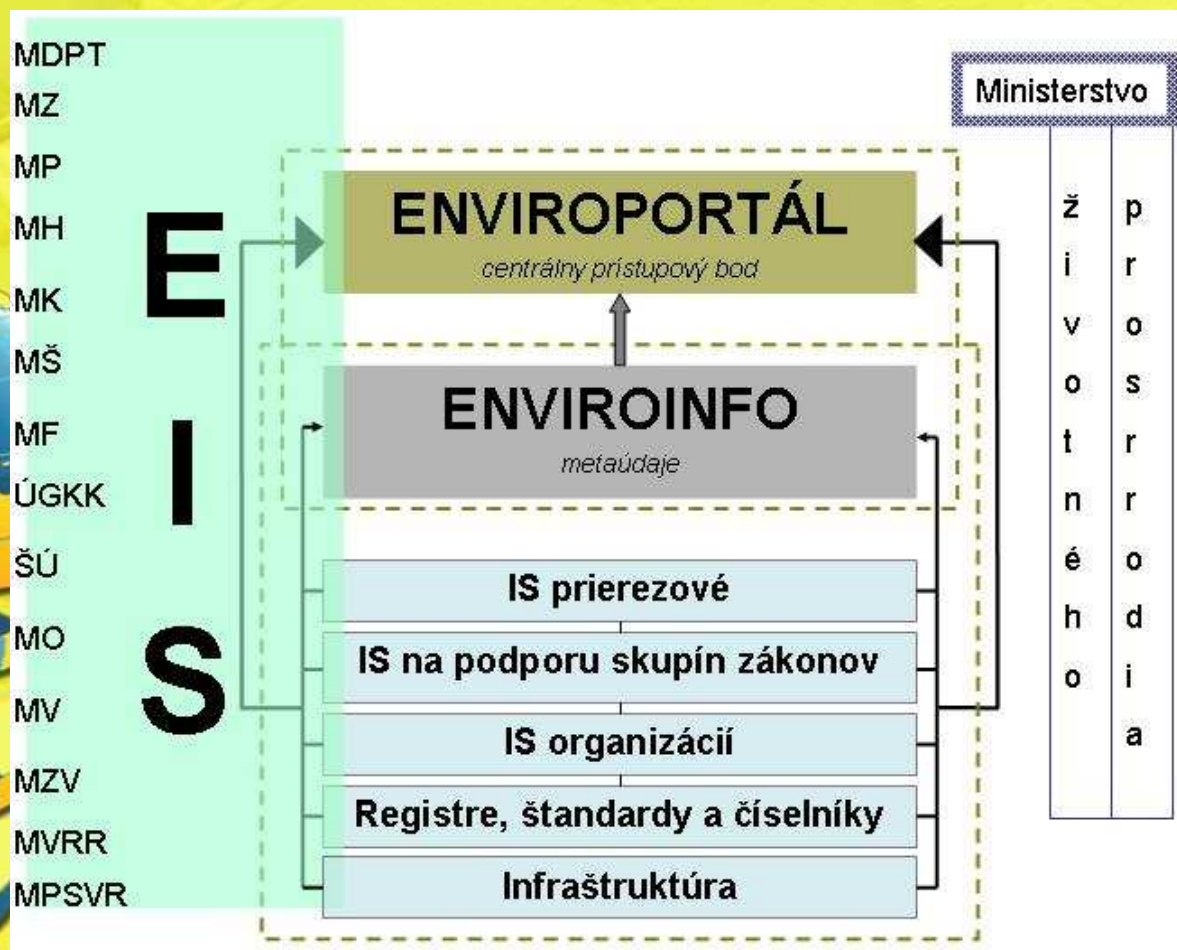 MDPT
MZ
MP
MH
MK
MŠ
MF
ÚGKK
ŠÚ
MO
MV
MZV
MVRR
MPSVR
E
I
S
ENVIROPORTÁL
centrálny prístupový bod
ENVIROINFO
metaúdaje
IS prierezové
IS na podporu skupín zákonov
IS organizácií
Registre, štandardy a číselníky
Infraštruktúra
Ministerstvo
životného
prosrrodia